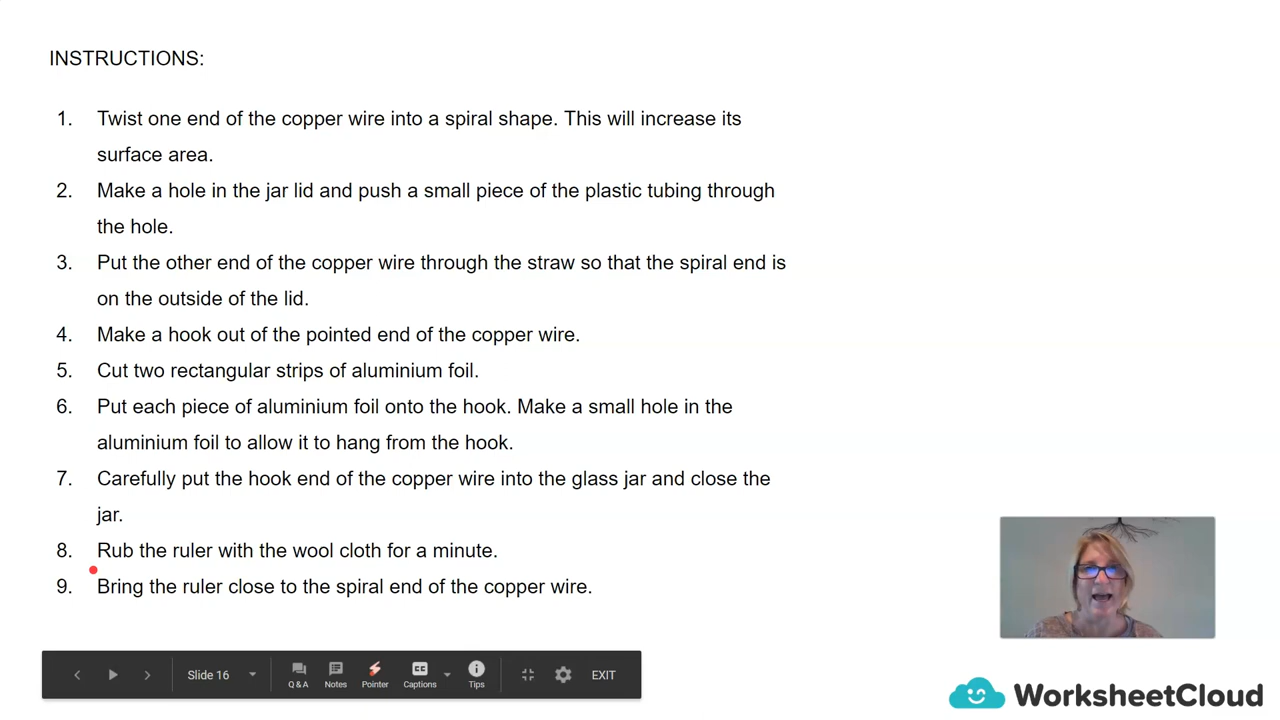 INSTRUCTIONS:
1. Twist one end of the copper wire into a spiral shape. This will increase its
surface area.
2. Make a hole in the jar lid and push a small piece of the plastic tubing through
the hole.
3. Put the other end of the copper wire through the straw so that the spiral end is
on the outside of the lid.
4. Make a hook out of the pointed end of the copper wire.
5. Cut two rectangular strips of aluminium foil.
6. Put each piece of aluminium foil onto the hook. Make a small hole in the
aluminium foil to allow it to hang from the hook.
7. Carefully put the hook end of the copper wire into the glass jar and close the
jar.
8. Rub the ruler with the wool cloth for a minute.
9. Bring the ruler close to the spiral end of the copper wire.
Slide 16
Q & A
Notes
Pointer
CC
Captions
Tips
EXIT
WorksheetCloud